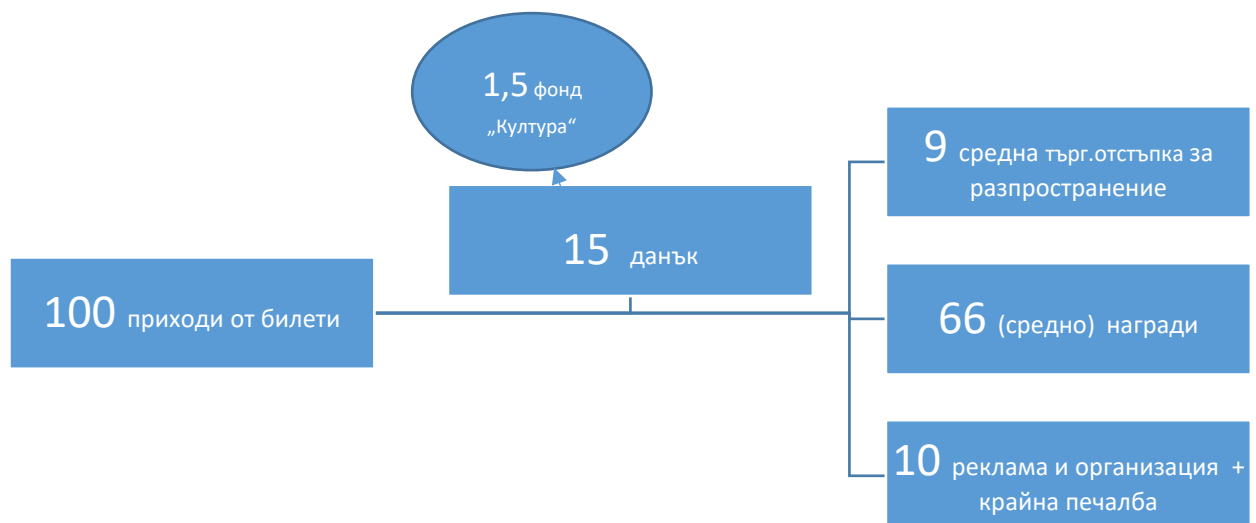 1,5 фонд
„Култура“
15 данък
100 приходи от билети
9 средна търг.отстъпка за
разпространение
66 (средно) награди
10 реклама и организация +
крайна печалба